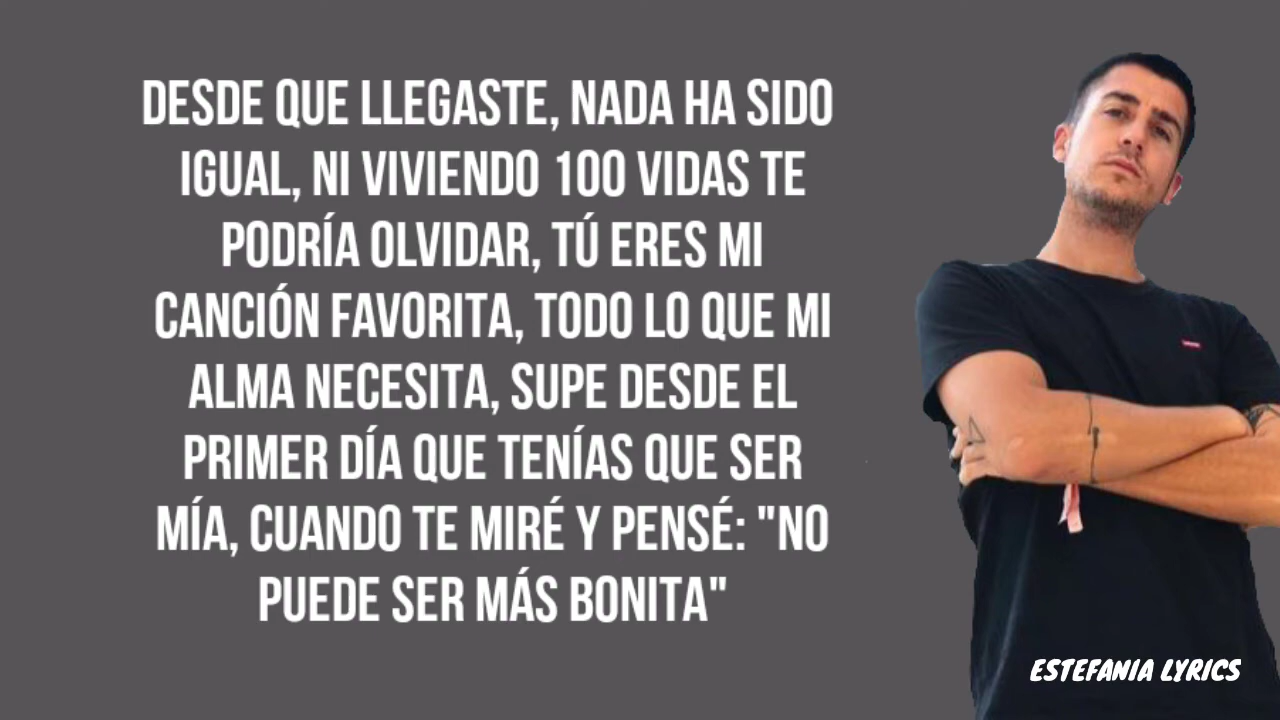 DESDE QUE LLEGASTE, NADA HA SIDO
IGUAL, NI VIVIENDO 100 VIDAS TE
PODRÍA OLVIDAR, TÚ ERES MI
CANCIÓN FAVORITA, TODO LO QUE MI
ALMA NECESITA, SUPE DESDE EL
PRIMER DÍA QUE TENÍAS QUE SER
MÍA, CUANDO TE MIRÉ Y PENSÉ: "NO
PUEDE SER MÁS BONITA"
ESTEFANIA LYRICS